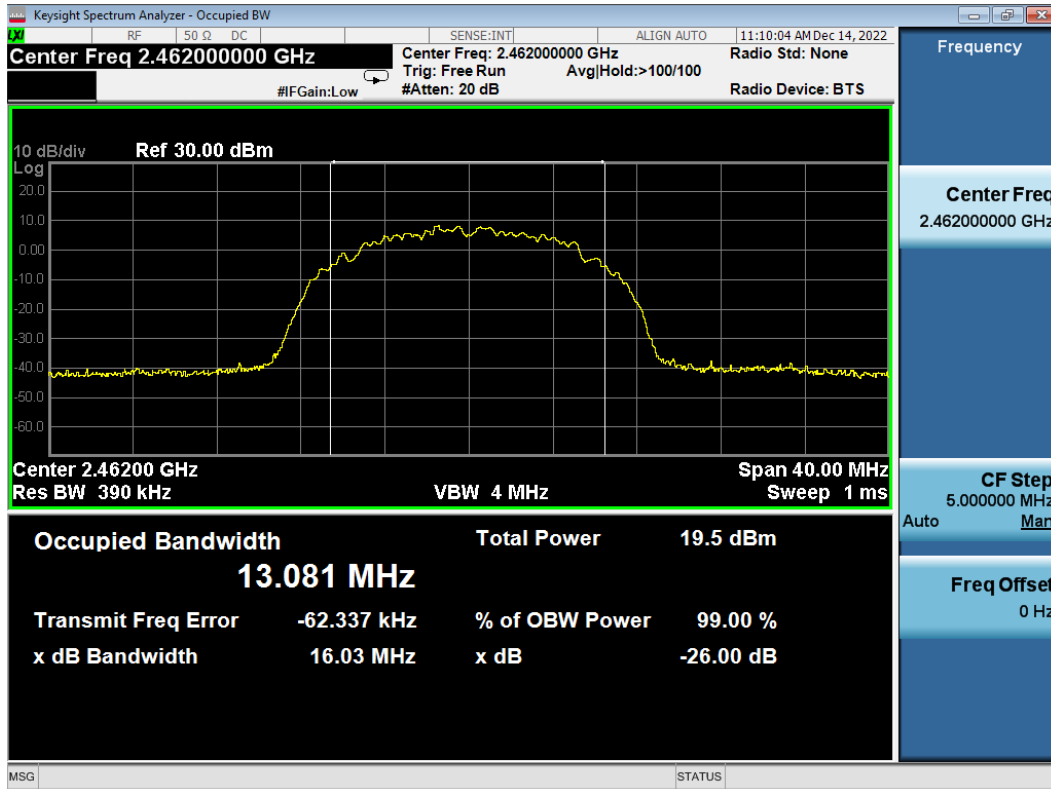 Keysight Spectrum Analyzer - Occupied BW
LXI RF 50 Ω DC SENSE:INT ALIGN AUTO 11:10:04 AM Dec 14, 2022
Center Freq 2.462000000 GHz Center Freq: 2.462000000 GHz Radio Std: None
Trig: Free Run Avg|Hold:>100/100
#IFGain:Low #Atten: 20 dB Radio Device: BTS
Frequency
10 dB/div Ref 30.00 dBm
Log
20.0
10.0
0.00
-10.0
-20.0
-30.0
-40.0
-50.0
-60.0
Center 2.46200 GHz Span 40.00 MHz
Res BW 390 kHz VBW 4 MHz Sweep 1 ms
Center Freq
2.462000000 GHz
CF Step
5.000000 MHz
Auto Man
Freq Offset
0 Hz
Occupied Bandwidth Total Power 19.5 dBm
13.081 MHz
Transmit Freq Error -62.337 kHz % of OBW Power 99.00 %
x dB Bandwidth 16.03 MHz x dB -26.00 dB
MSG STATUS